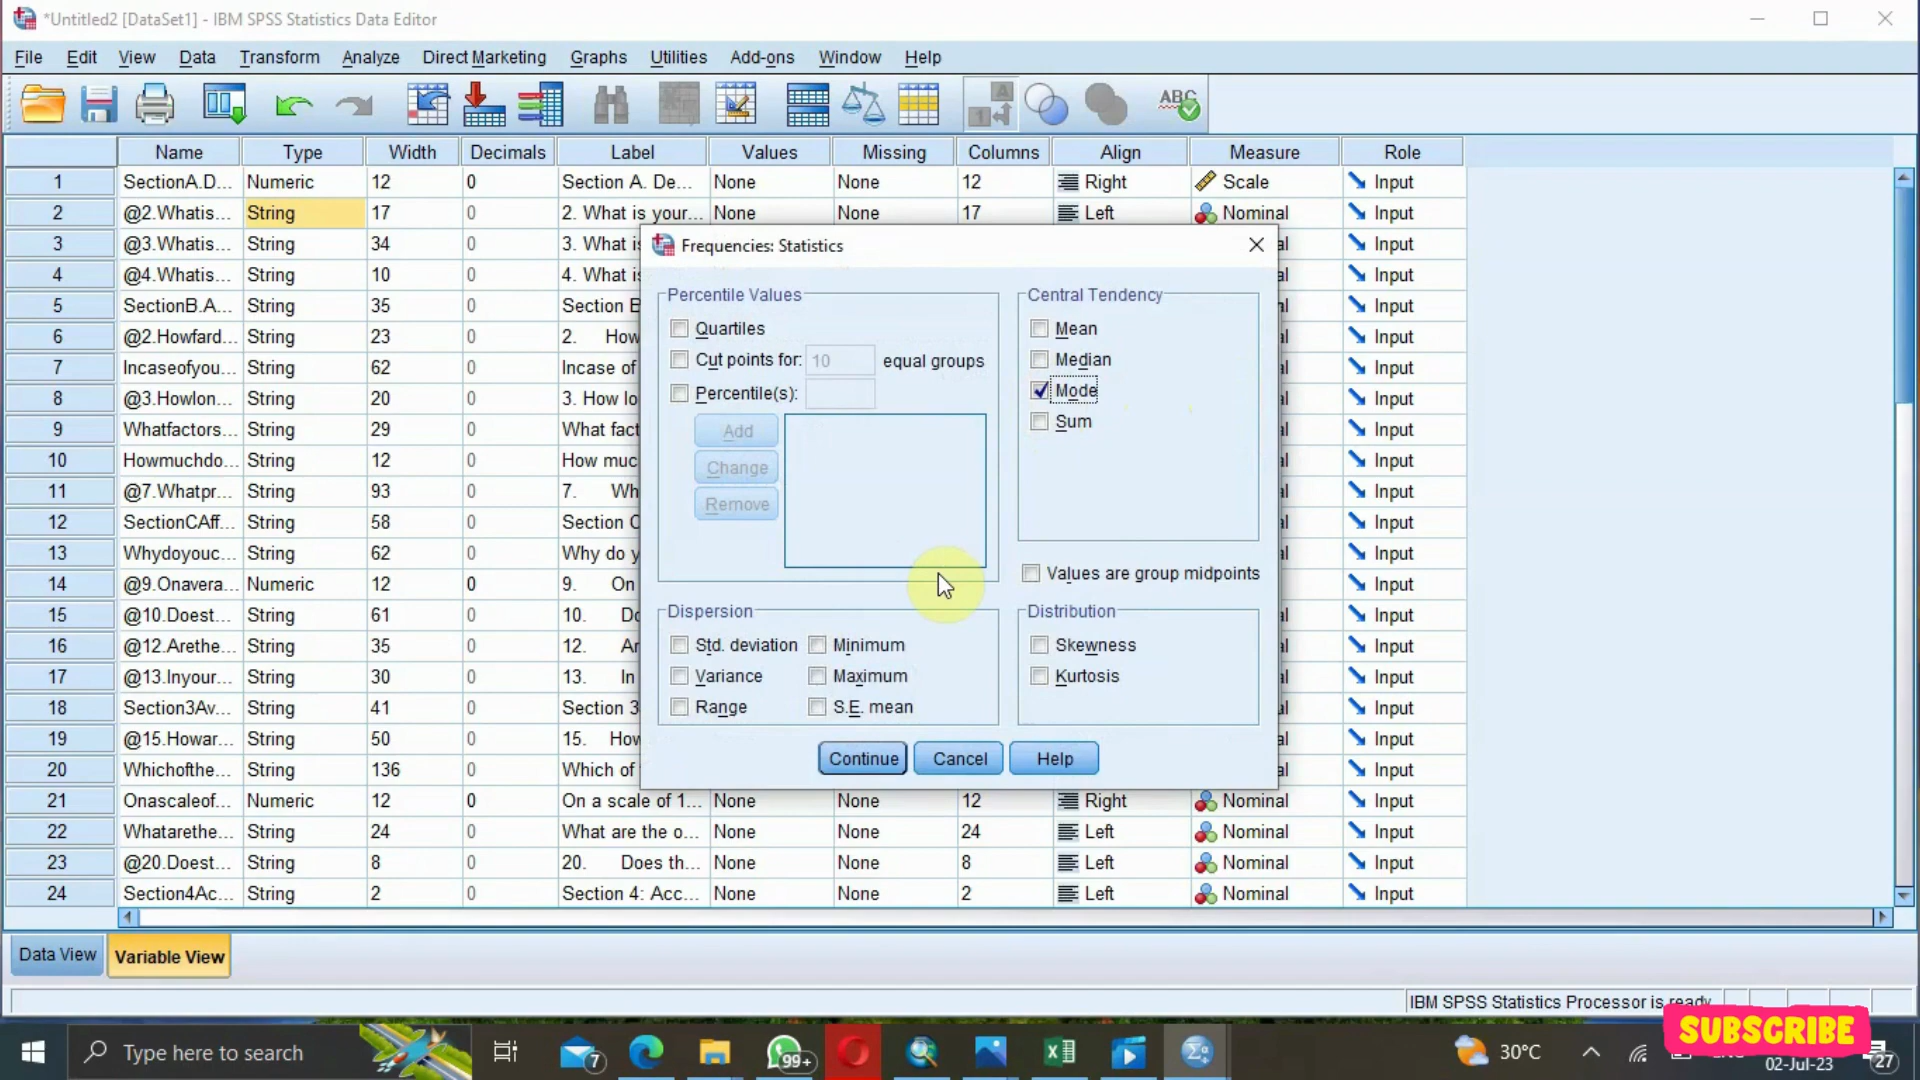 *Untitled2 [DataSet1] - IBM SPSS Statistics Data Editor
File Edit View Data Transform Analyze Direct Marketing Graphs Utilities Add-ons Window Help
Name Type Width Decimals Label Values Missing Columns Align Measure Role
1 SectionA.D... Numeric 12 0 Section A. De... None None 12 Right Scale Input
2 @2.Whatis... String 17 0 2. What is your... None None 17 Left Nominal Input
3 @3.Whatis... String 34 0 3. What is Input
4 @4.Whatis... String 10 0 4. What is Input
5 SectionB.A... String 35 0 Section B Input
6 @2.Howfard... String 23 0 2. How Input
7 Incaseofyou... String 62 0 Incase of Input
8 @3.Howlon... String 20 0 3. How lo Input
9 Whatfactors... String 29 0 What fact Input
10 Howmuchdo... String 12 0 How muc Input
11 @7.Whatpr... String 93 0 7. Wh Input
12 SectionCAff... String 58 0 Section C Input
13 Whydoyouc... String 62 0 Why do y Input
14 @9.Onavera... Numeric 12 0 9. On Input
15 @10.Doest... String 61 0 10. Do Input
16 @12.Arethe... String 35 0 12. Ar Input
17 @13.Inyour... String 30 0 13. In Input
18 Section3Av... String 41 0 Section 3 Input
19 @15.Howar... String 50 0 15. How Input
20 Whichofthe... String 136 0 Which of Input
21 Onascaleof... Numeric 12 0 On a scale of 1... None None 12 Right Nominal Input
22 Whatarethe... String 24 0 What are the o... None None 24 Left Nominal Input
23 @20.Doest... String 8 0 20. Does th... None None 8 Left Nominal Input
24 Section4Ac... String 2 0 Section 4: Acc... None None 2 Left Nominal Input
Frequencies: Statistics
Percentile Values
Quartiles
Cut points for: 10 equal groups
Percentile(s):
Add
Change
Remove
Central Tendency
Mean
Median
Mode
Sum
Values are group midpoints
Dispersion
Std. deviation Minimum
Variance Maximum
Range S.E. mean
Distribution
Skewness
Kurtosis
Continue Cancel Help
Data View Variable View
IBM SPSS Statistics Processor is ready
SUBSCRIBE
Type here to search
7
99+
30°C
02-Jul-23
27